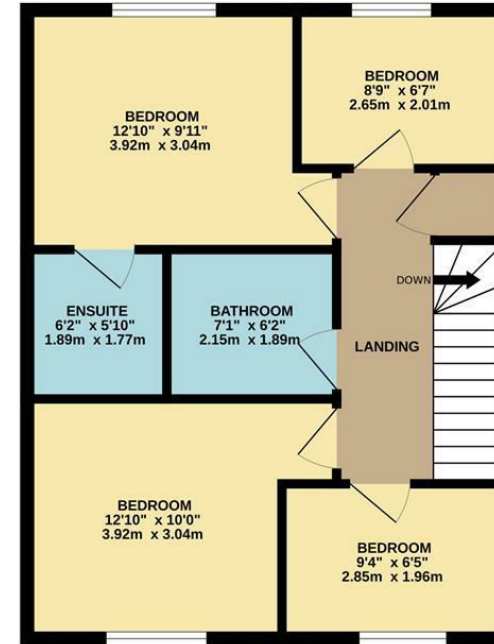 BEDROOM
12'10" x 9'11"
3.92m x 3.04m
BEDROOM
8'9" x 6'7"
2.65m x 2.01m
ENSUITE
6'2" x 5'10"
1.89m x 1.77m
BATHROOM
7'1" x 6'2"
2.15m x 1.89m
DOWN
LANDING
BEDROOM
12'10" x 10'0"
3.92m x 3.04m
BEDROOM
9'4" x 6'5"
2.85m x 1.96m